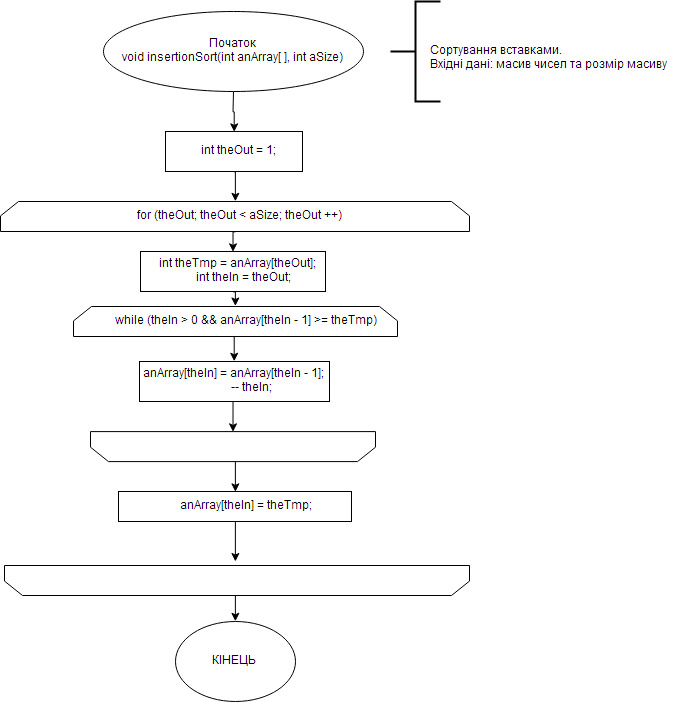 Початок
void insertionSort(int anArray[ ], int aSize)
Сортування вставками.
Вхідні дані: масив чисел та розмір масиву
int theOut = 1;
for (theOut; theOut < aSize; theOut ++)
int theTmp = anArray[theOut];
int theIn = theOut;
while (theIn > 0 && anArray[theIn - 1] >= theTmp)
anArray[theIn] = anArray[theIn - 1];
-- theIn;
anArray[theIn] = theTmp;
КІНЕЦЬ